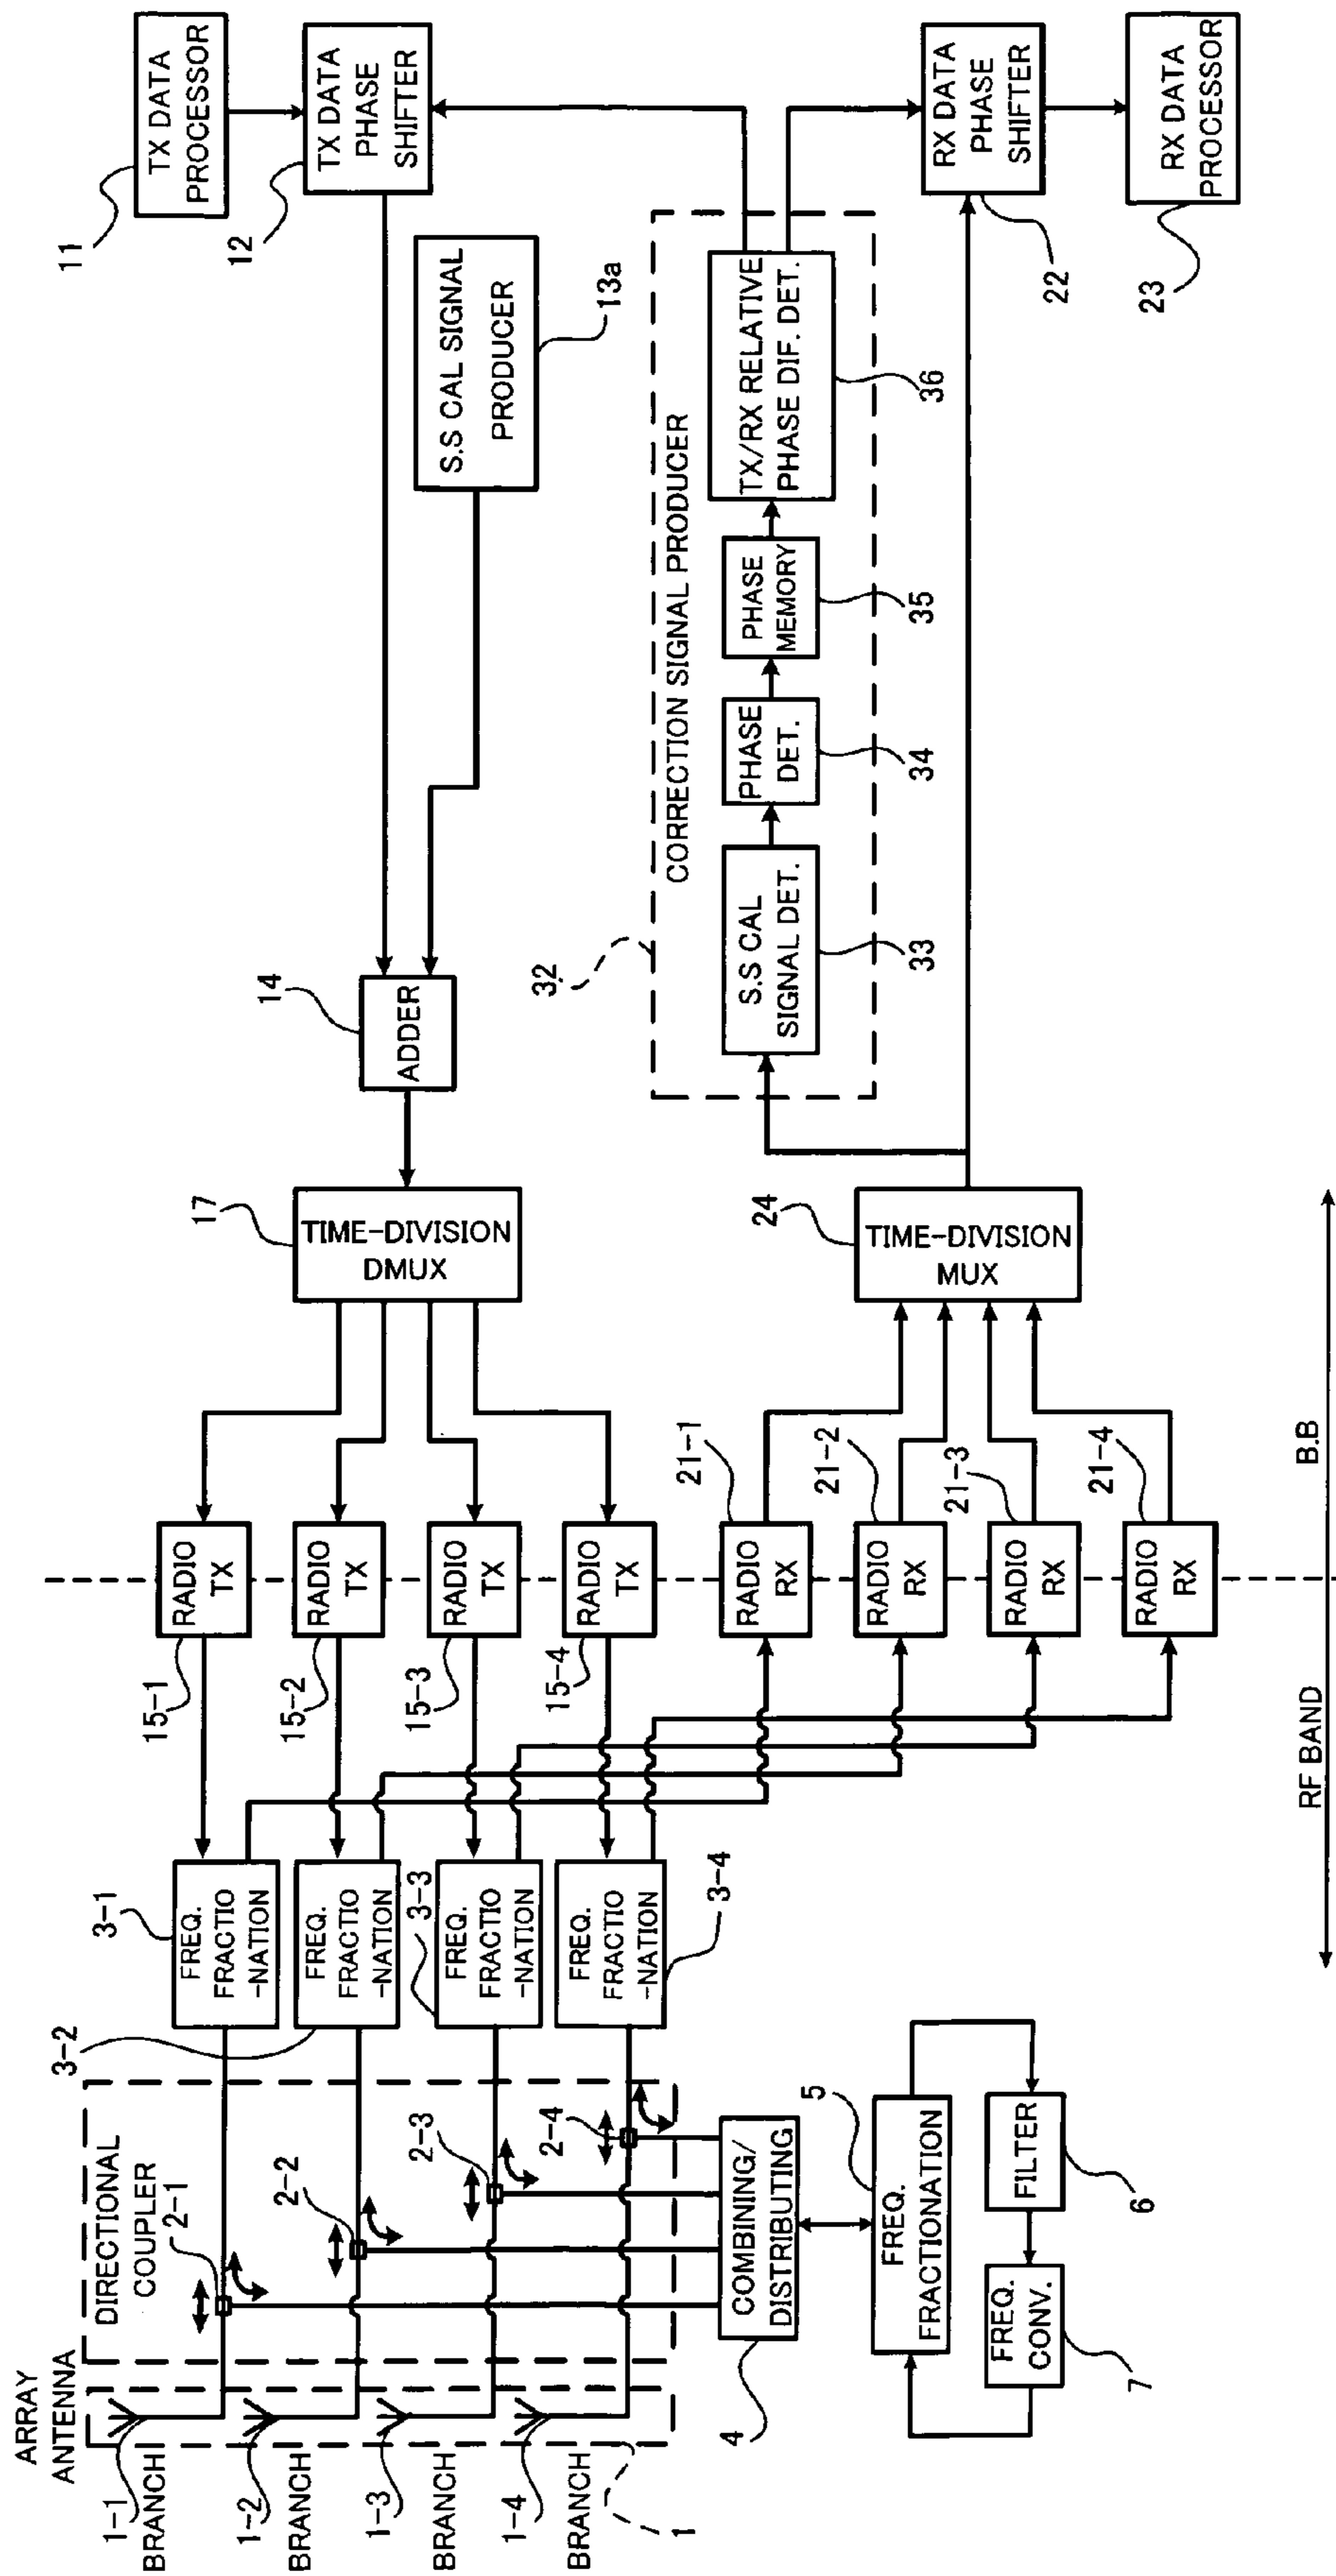 ARRAY
ANTENNA
1-1
BRANCH
1-2
BRANCH
1-3
BRANCH
1-4
BRANCH
1
DIRECTIONAL
COUPLER
2-1
2-2
2-3
2-4
COMBINING/
DISTRIBUTING
4
FREQ.
FRACTIONATION
5
FILTER
6
FREQ.
CONV.
7
3-1
FREQ.
FRACTIO
-NATION
3-2
FREQ.
FRACTIO
-NATION
3-3
FREQ.
FRACTIO
-NATION
3-4
FREQ.
FRACTIO
-NATION
15-1
RADIO
TX
15-2
RADIO
TX
15-3
RADIO
TX
15-4
RADIO
TX
21-1
RADIO
RX
21-2
RADIO
RX
21-3
RADIO
RX
21-4
RADIO
RX
RF BAND
B.B
17
TIME-DIVISION
DMUX
24
TIME-DIVISION
MUX
14
ADDER
32
CORRECTION SIGNAL PRODUCER
S.S CAL
SIGNAL DET.
33
PHASE
DET.
34
PHASE
MEMORY
35
TX/RX RELATIVE
PHASE DIF. DET.
36
S.S CAL SIGNAL
PRODUCER
13a
11
TX DATA
PROCESSOR
12
TX DATA
PHASE
SHIFTER
RX DATA
PHASE
SHIFTER
22
RX DATA
PROCESSOR
23